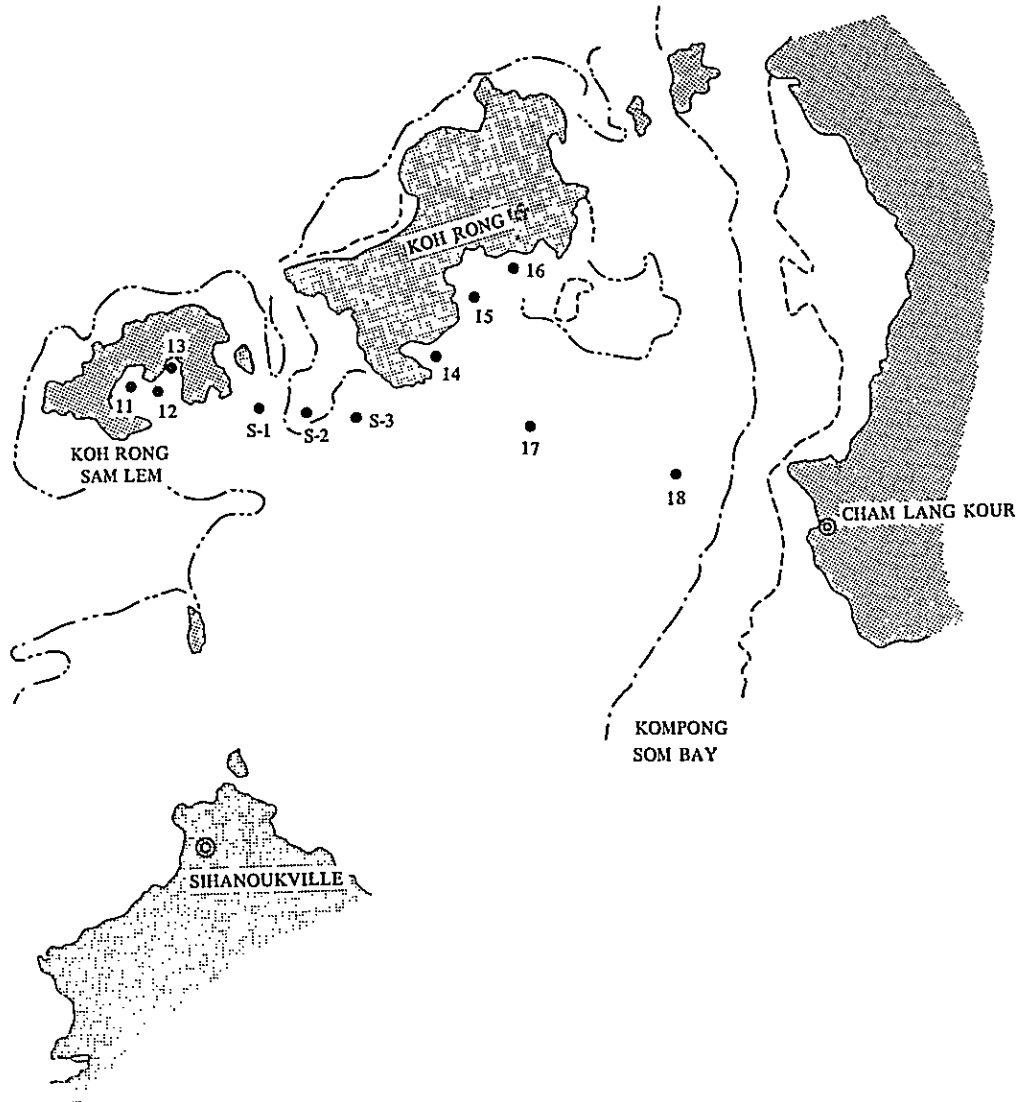 KOH RONG
16
15
13
14
11
12
S-1
S-2
S-3
17
KOH RONG
SAM LEM
18
CHAM LANG KOUR
KOMPONG
SOM BAY
SIHANOUKVILLE